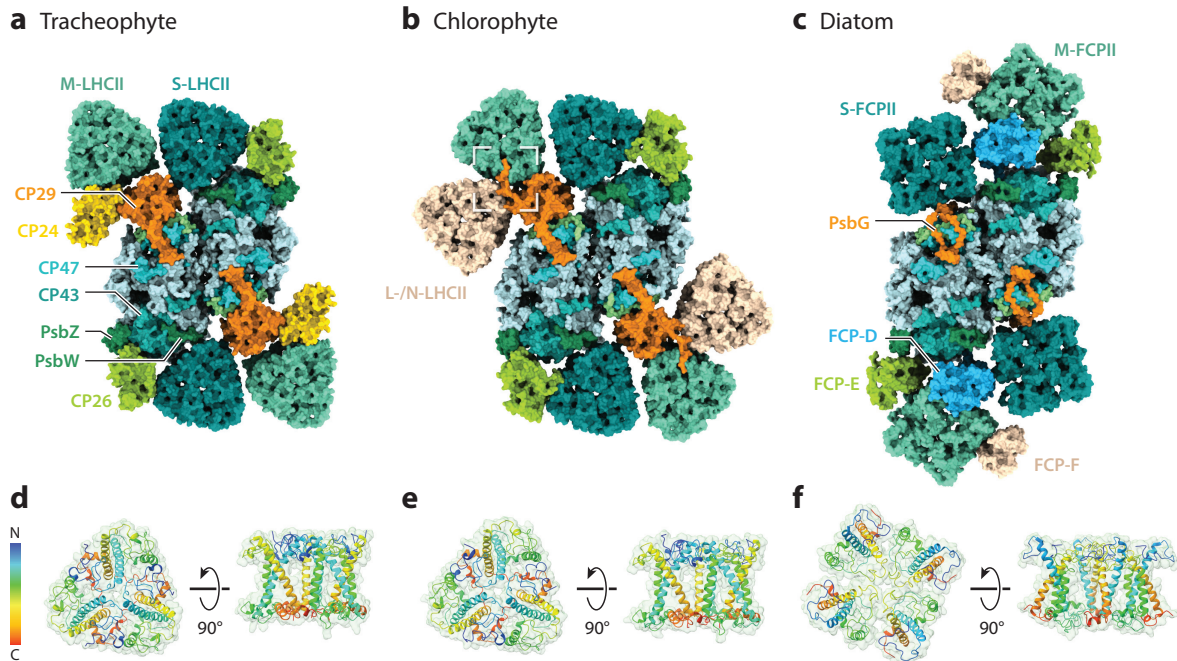 a Tracheophyte
b Chlorophyte
c Diatom
M-LHCII
S-LHCII
CP29
CP24
CP47
CP43
PsbZ
PsbW
CP26
L-/N-LHCII
M-FCPII
S-FCPII
PsbG
FCP-D
FCP-E
FCP-F
d
N
C
90°
e
90°
f
90°